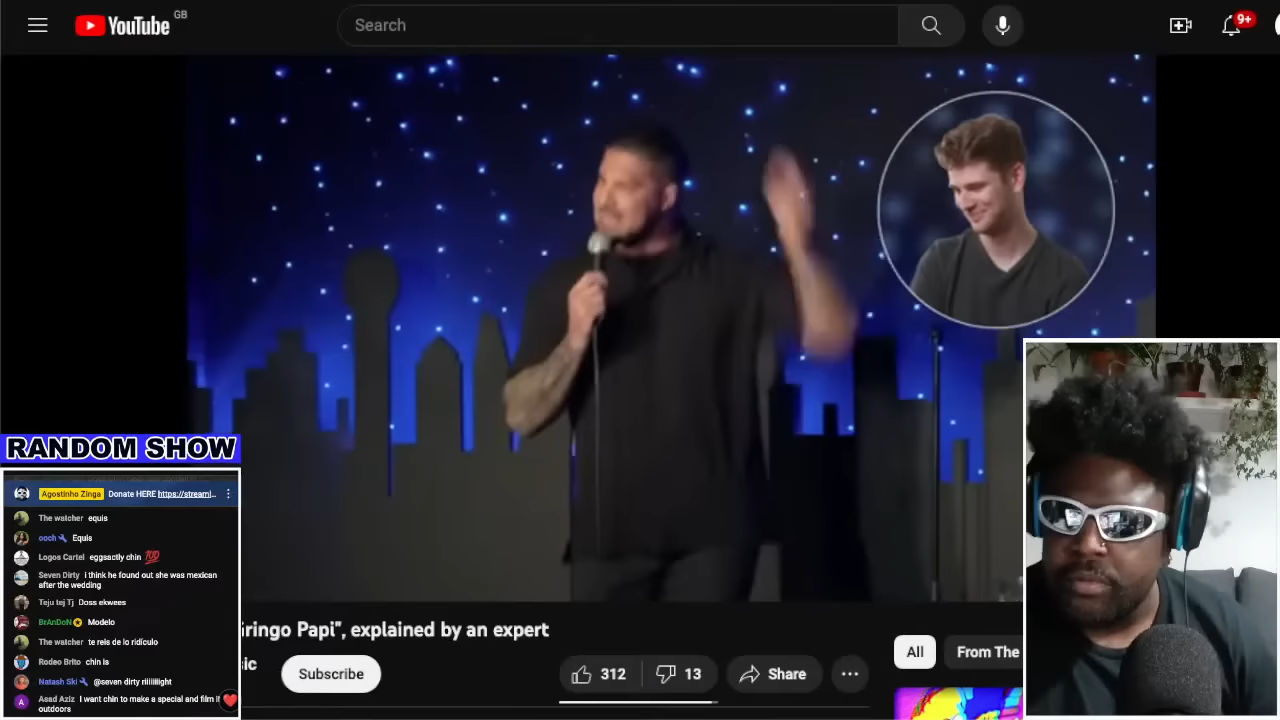 YouTube GB
Search
9+
RANDOM SHOW
Agostinho Zinga Donate HERE https://streaml...
The watcher equis
ooch Equis
Logos Cartel eggsactly chin 💯
Seven Dirty i think he found out she was mexican
after the wedding
Teju tej Tj Doss ekwees
BrAnDoN Modelo
The watcher te reis de lo ridículo
Rodeo Brito chin is
Natash Ski @seven dirty riiiiiiight
Asad Aziz I want chin to make a special and film it
outdoors
Gringo Papi", explained by an expert
ic
Subscribe
312
13
Share
All
From The